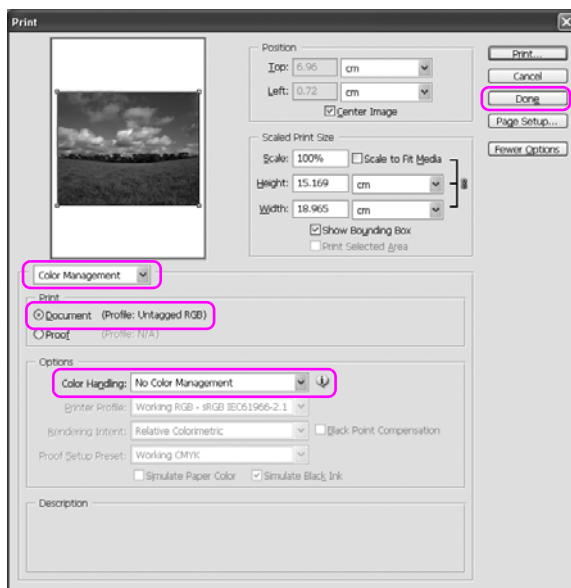 Print
Position
Top: 6.96 cm
Left: 0.72 cm
Center Image
Scaled Print Size
Scale: 100% Scale to Fit Media
Height: 15.169 cm
Width: 18.965 cm
Show Bounding Box
Print Selected Area
Print...
Cancel
Done
Page Setup...
Fewer Options
Color Management
Print
Document (Profile: Untagged RGB)
Proof (Profile: N/A)
Options
Color Handling: No Color Management
Printer Profile: Working RGB - sRGB IEC61966-2.1
Rendering Intent: Relative Colorimetric Black Point Compensation
Proof Setup Preset: Working CMYK
Simulate Paper Color Simulate Black Ink
Description